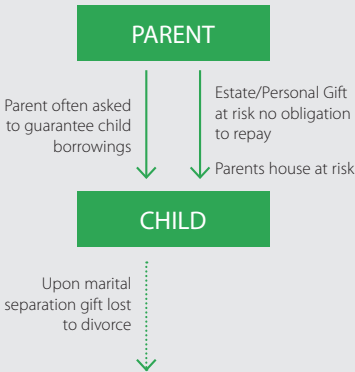 PARENT
Parent often asked
to guarantee child
borrowings
Estate/Personal Gift
at risk no obligation
to repay
Parents house at risk
CHILD
Upon marital
separation gift lost
to divorce